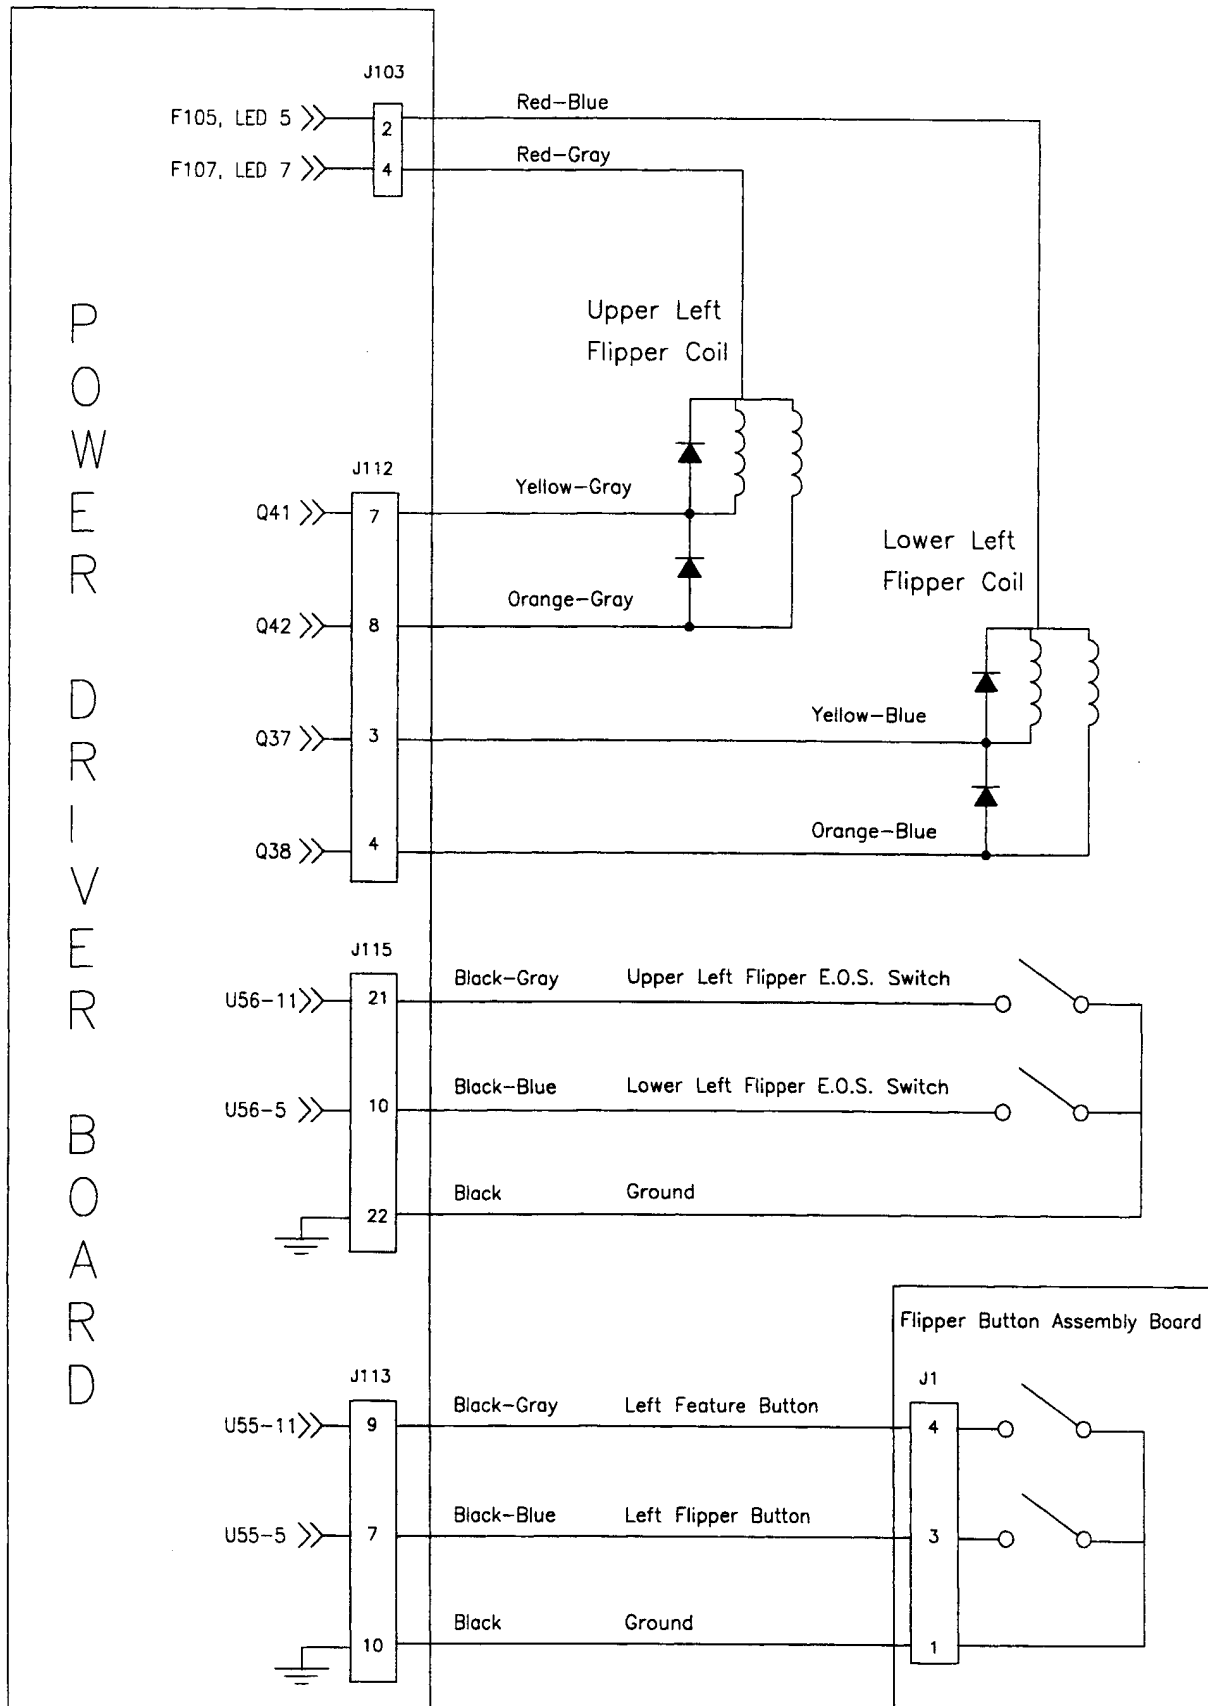 POWER DRIVER BOARD
J103
F105, LED 5
2
Red-Blue
F107, LED 7
4
Red-Gray
Upper Left
Flipper Coil
J112
Q41
7
Yellow-Gray
Q42
8
Orange-Gray
Lower Left
Flipper Coil
Q37
3
Yellow-Blue
Q38
4
Orange-Blue
J115
U56-11
21
Black-Gray
Upper Left Flipper E.O.S. Switch
U56-5
10
Black-Blue
Lower Left Flipper E.O.S. Switch
22
Black
Ground
Flipper Button Assembly Board
J113
J1
U55-11
9
Black-Gray
Left Feature Button
4
U55-5
7
Black-Blue
Left Flipper Button
3
10
Black
Ground
1